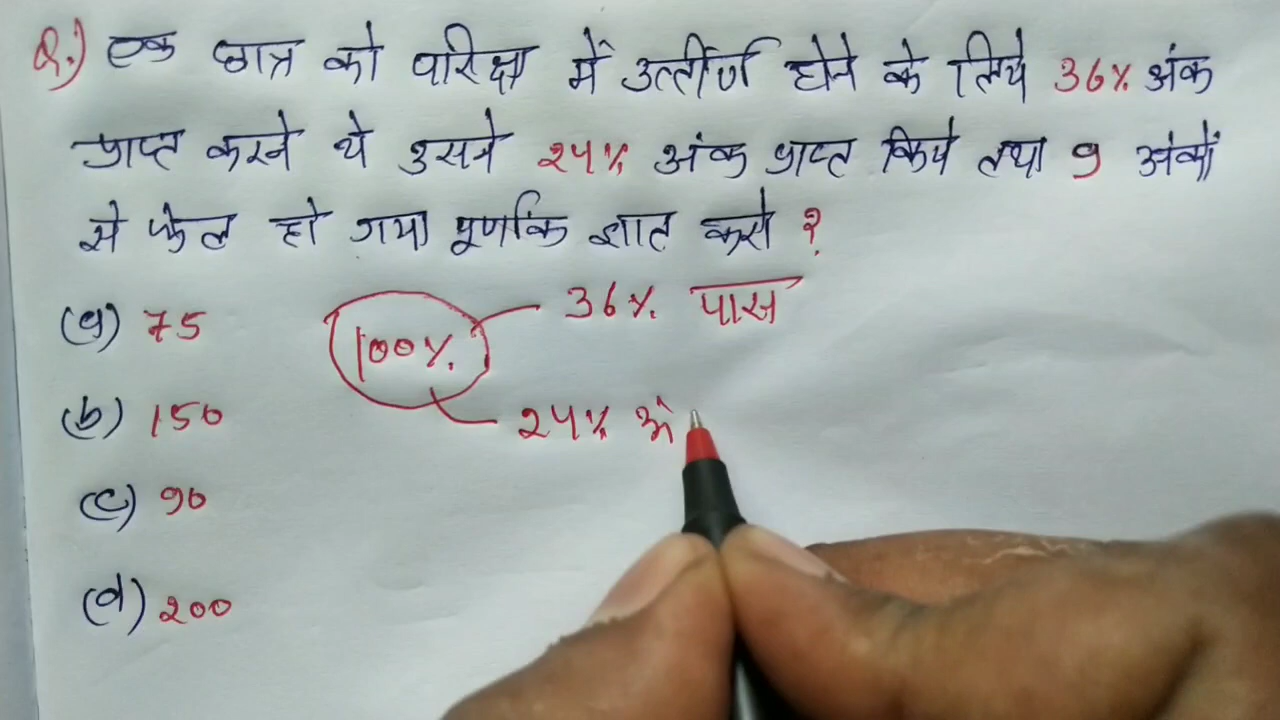 Q.) एक छात्र को परिक्षा में उत्तीर्ण होने के लिये 36% अंक
प्राप्त करने थे उसने 24% अंक प्राप्त किये तथा 9 अंकों
से फेल हो गया पूर्णांक ज्ञात करो ?
(a) 75
100%
36% पास
(b) 150
24% अं
(c) 90
(d) 200